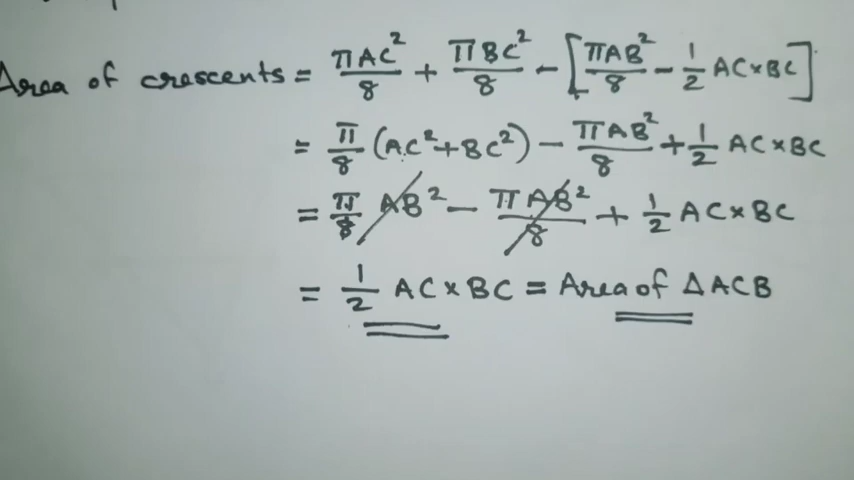 Area of crescents = πAC²/8 + πBC²/8 - [πAB²/8 - 1/2 AC×BC]
= π/8 (AC²+BC²) - πAB²/8 + 1/2 AC×BC
= π/8 AB² - πAB²/8 + 1/2 AC×BC
= 1/2 AC×BC = Area of ΔACB